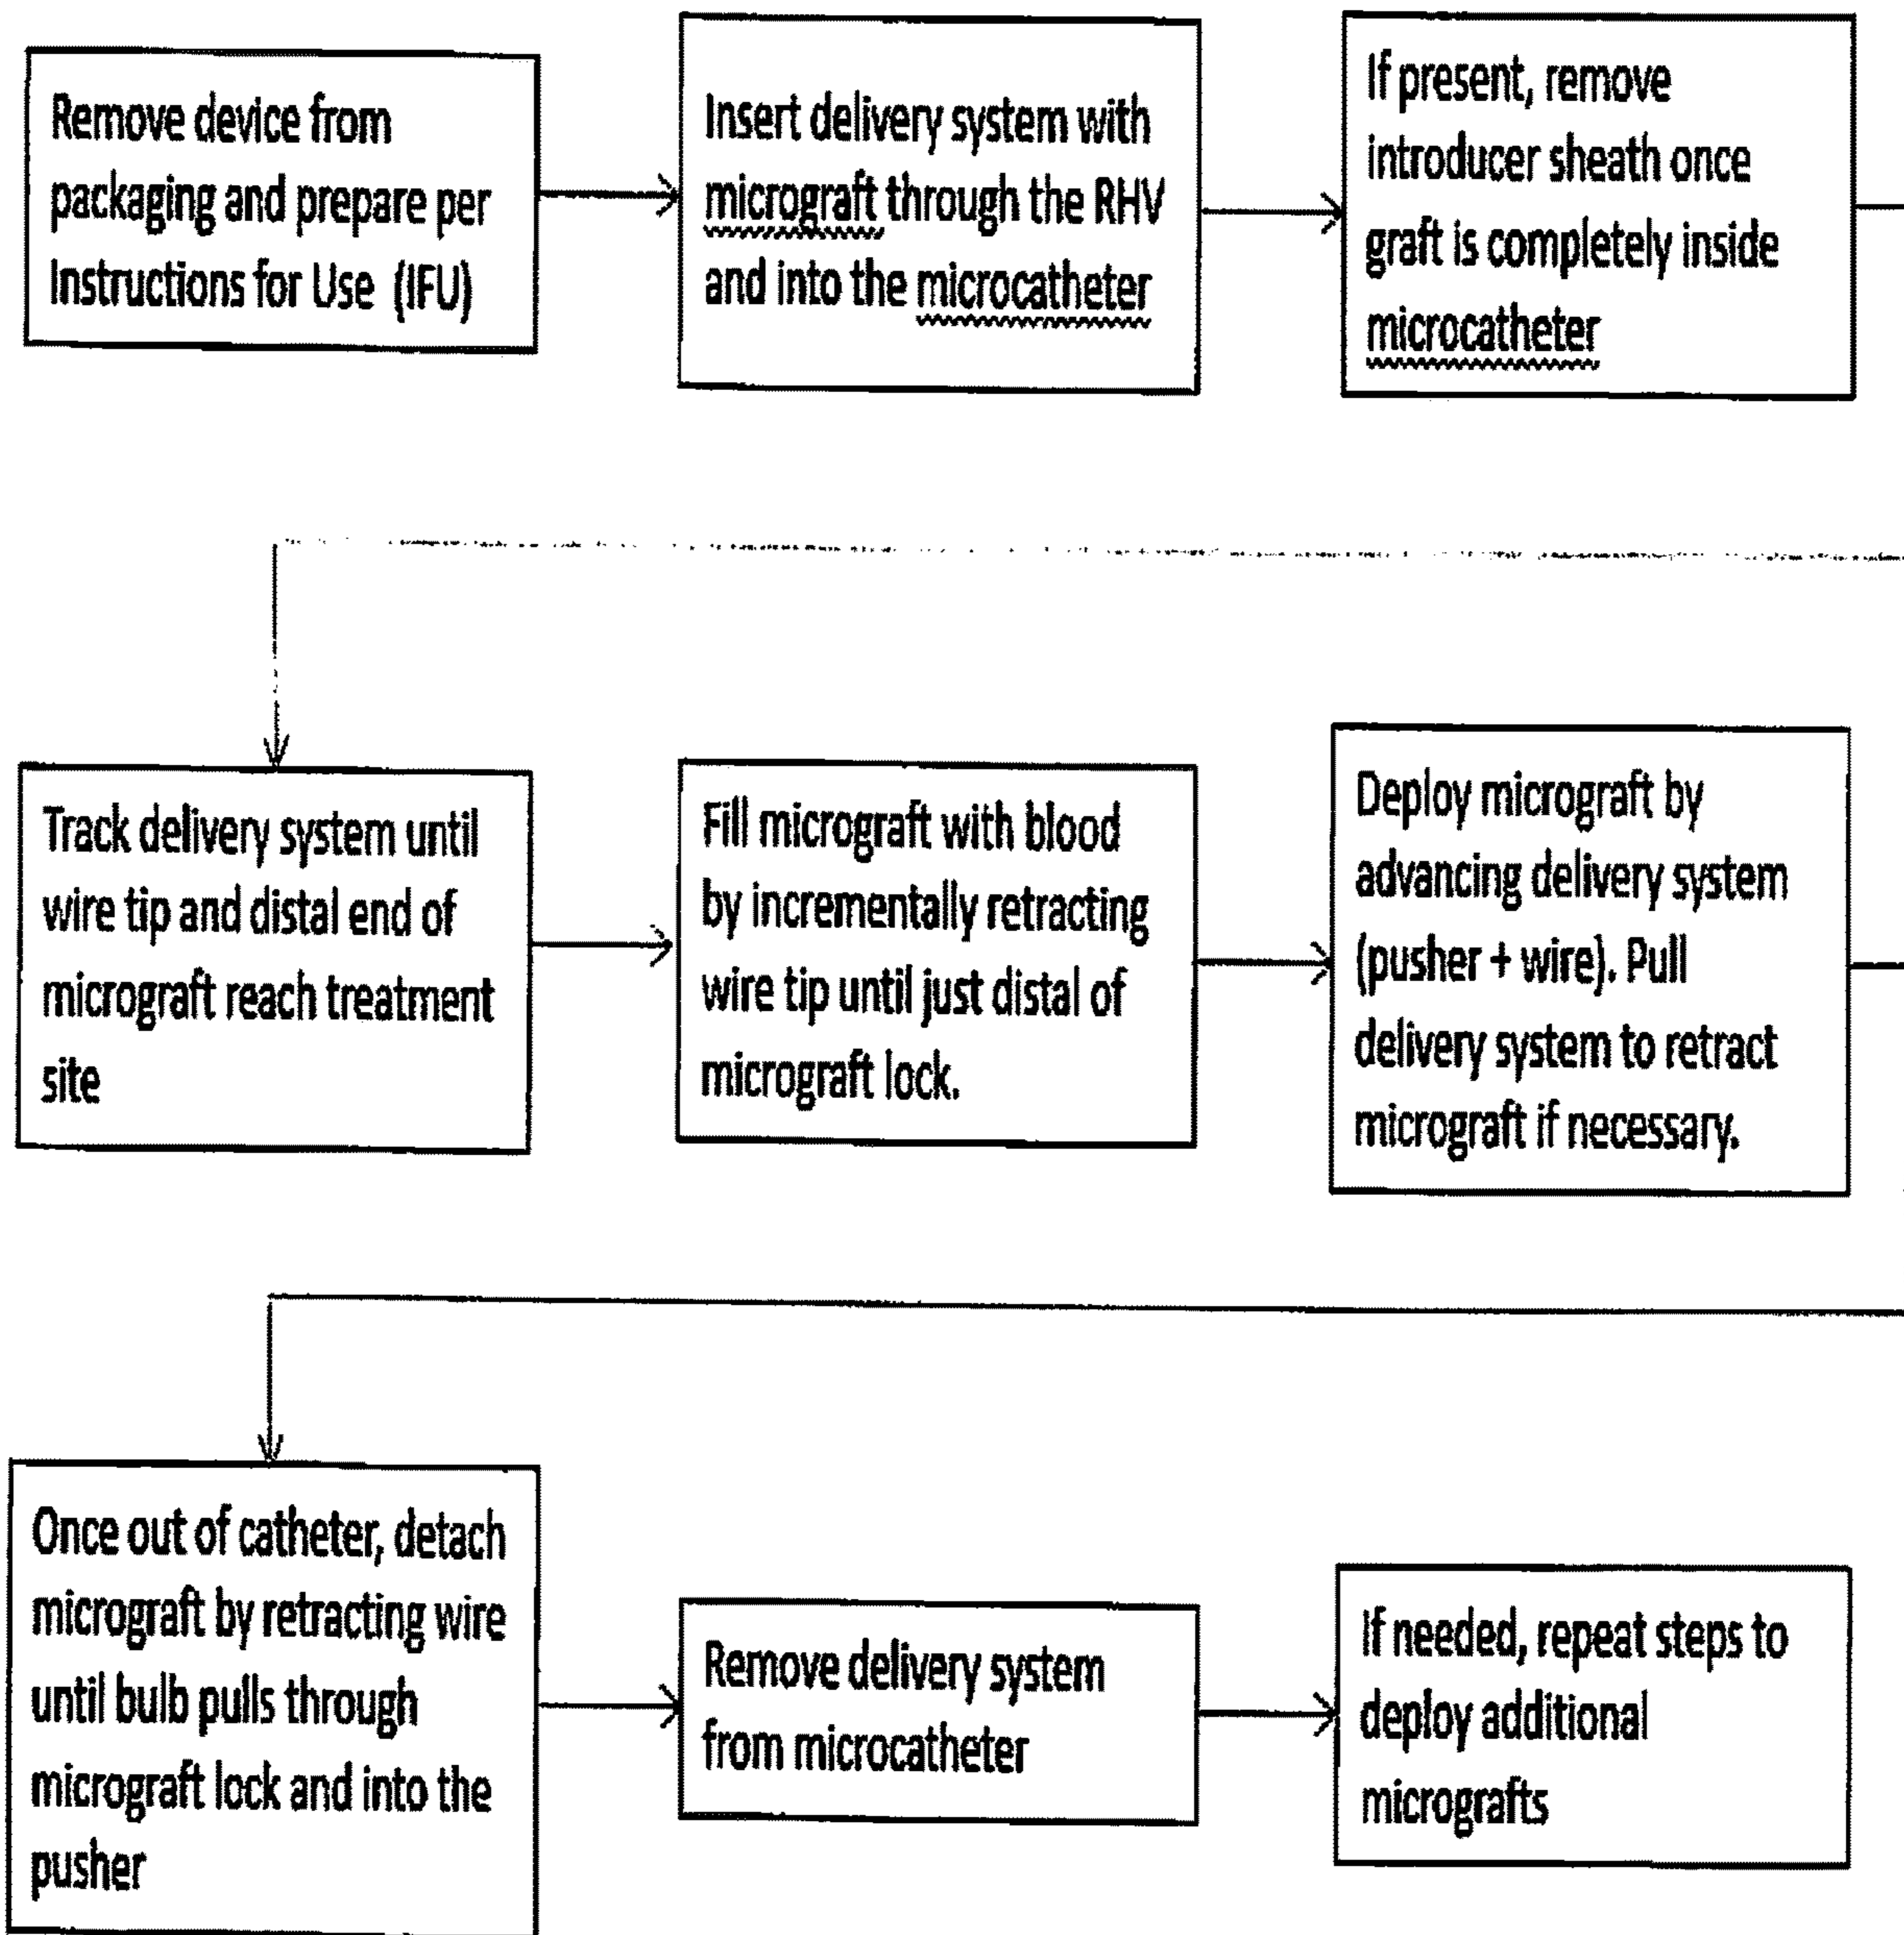 Remove device from
packaging and prepare per
Instructions for Use (IFU)
Insert delivery system with
micrograft through the RHV
and into the microcatheter
If present, remove
introducer sheath once
graft is completely inside
microcatheter
Track delivery system until
wire tip and distal end of
micrograft reach treatment
site
Fill micrograft with blood
by incrementally retracting
wire tip until just distal of
micrograft lock.
Deploy micrograft by
advancing delivery system
(pusher + wire). Pull
delivery system to retract
micrograft if necessary.
Once out of catheter, detach
micrograft by retracting wire
until bulb pulls through
micrograft lock and into the
pusher
Remove delivery system
from microcatheter
If needed, repeat steps to
deploy additional
micrografts